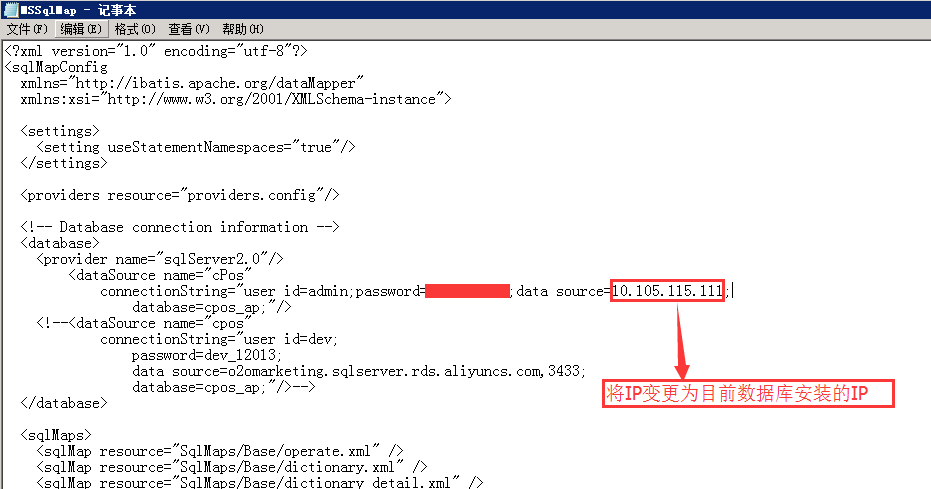 MSSqlMap - 记事本
文件(F) 编辑(E) 格式(O) 查看(V) 帮助(H)
<?xml version="1.0" encoding="utf-8"?>
<sqlMapConfig
xmlns="http://ibatis.apache.org/dataMapper"
xmlns:xsi="http://www.w3.org/2001/XMLSchema-instance">
<settings>
<setting useStatementNamespaces="true"/>
</settings>
<providers resource="providers.config"/>
<!-- Database connection information -->
<database>
<provider name="sqlServer2.0"/>
<dataSource name="cPos"
connectionString="user id=admin;password= ;data source=10.105.115.111;
database=cpos_ap;"/>
<!--<dataSource name="cpos"
connectionString="user id=dev;
password=dev_12013;
data source=o2omarketing.sqlserver.rds.aliyuncs.com,3433;
database=cpos_ap;"/>-->
将IP变更为目前数据库安装的IP
</database>
<sqlMaps>
<sqlMap resource="SqlMaps/Base/operate.xml" />
<sqlMap resource="SqlMaps/Base/dictionary.xml" />
<sqlMap resource="SqlMaps/Base/dictionary_detail.xml" />